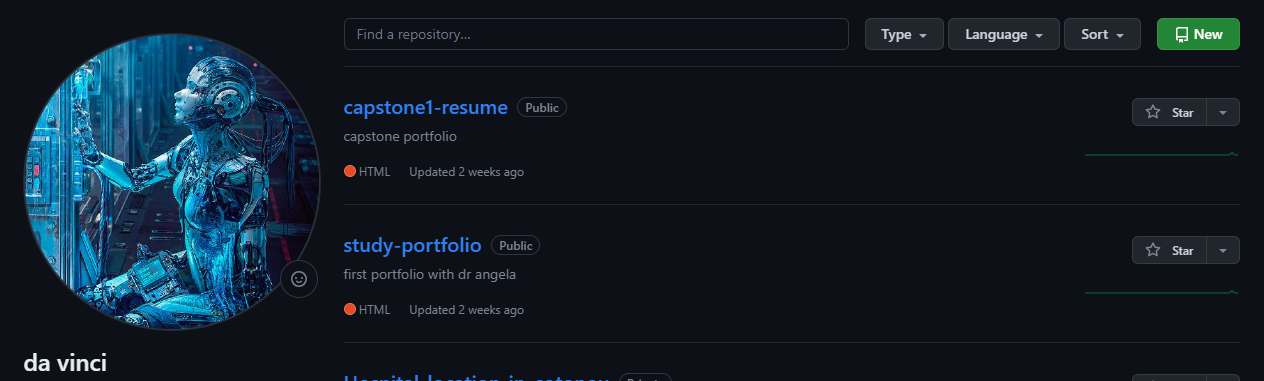 Find a repository...
Type
Language
Sort
New
capstone1-resume Public
Star
capstone portfolio
HTML Updated 2 weeks ago
study-portfolio Public
Star
first portfolio with dr angela
HTML Updated 2 weeks ago
da vinci